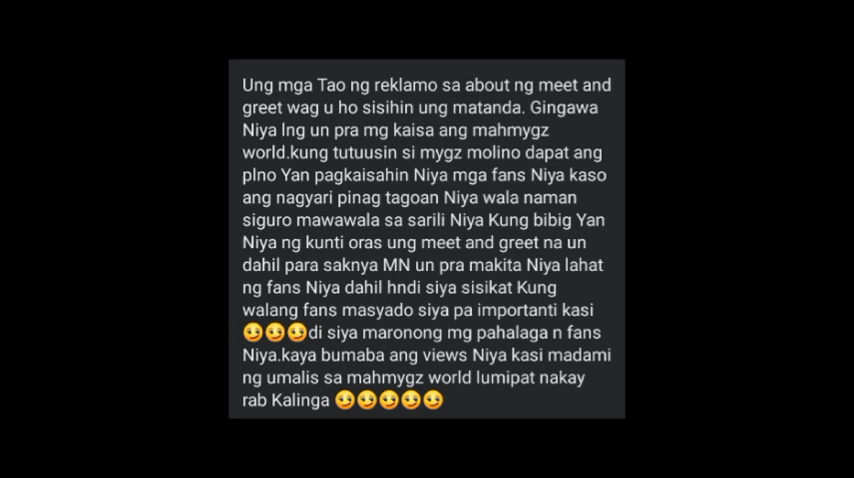 Ung mga Tao ng reklamo sa about ng meet and
greet wag u ho sisihin ung matanda. Gingawa
Niya lng un pra mg kaisa ang mahmygz
world.kung tutuusin si mygz molino dapat ang
plno Yan pagkaisahin Niya mga fans Niya kaso
ang nagyari pinag tagoan Niya wala naman
siguro mawawala sa sarili Niya Kung bibig Yan
Niya ng kunti oras ung meet and greet na un
dahil para saknya MN un pra makita Niya lahat
ng fans Niya dahil hndi siya sisikat Kung
walang fans masyado siya pa importanti kasi
🤨🤨🤨di siya maronong mg pahalaga n fans
Niya.kaya bumaba ang views Niya kasi madami
ng umalis sa mahmygz world lumipat nakay
rab Kalinga 🤨🤨🤨🤨🤨